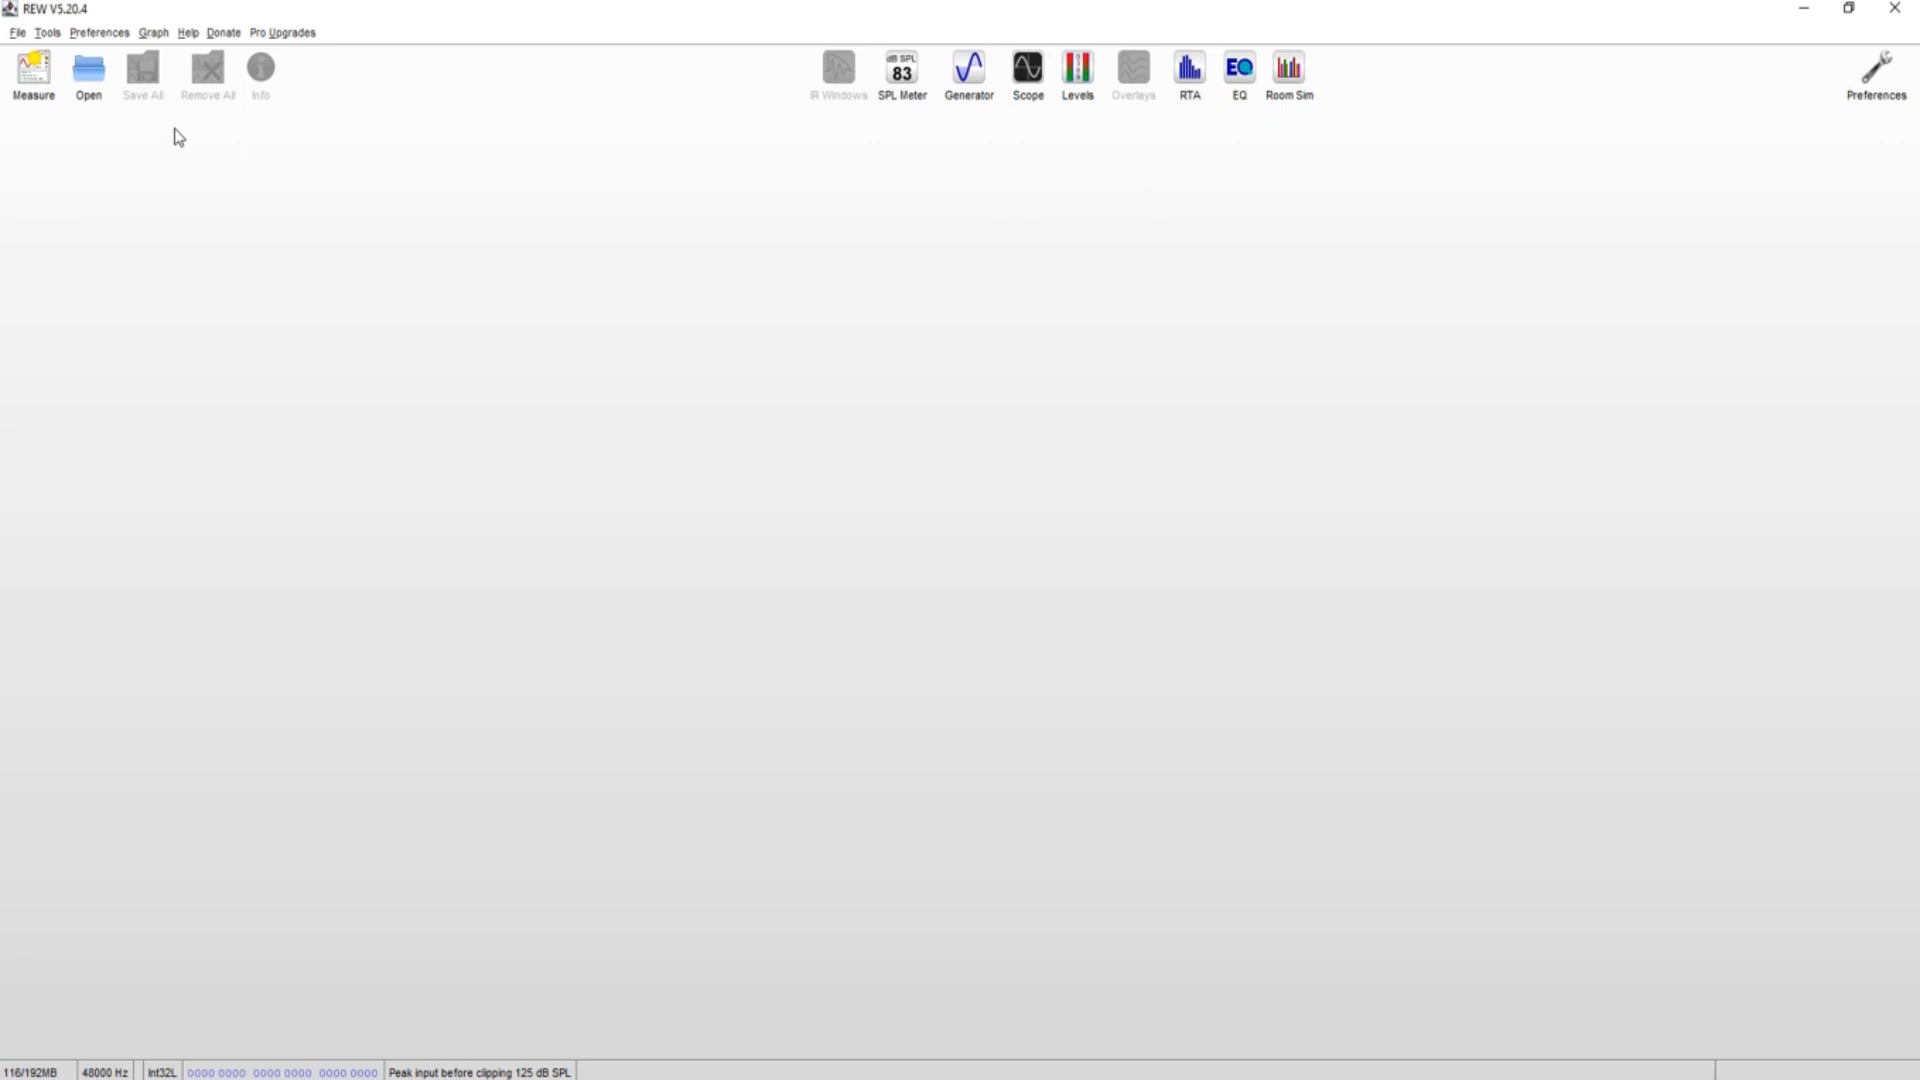 REW V5.20.4
File Tools Preferences Graph Help Donate Pro Upgrades
dB SPL
83
EQ
Measure Open Save All Remove All Info IR Windows SPL Meter Generator Scope Levels Overlays RTA EQ Room Sim Preferences
116/192MB 48000 Hz Int32L 0000 0000 0000 0000 0000 0000 Peak input before clipping 125 dB SPL